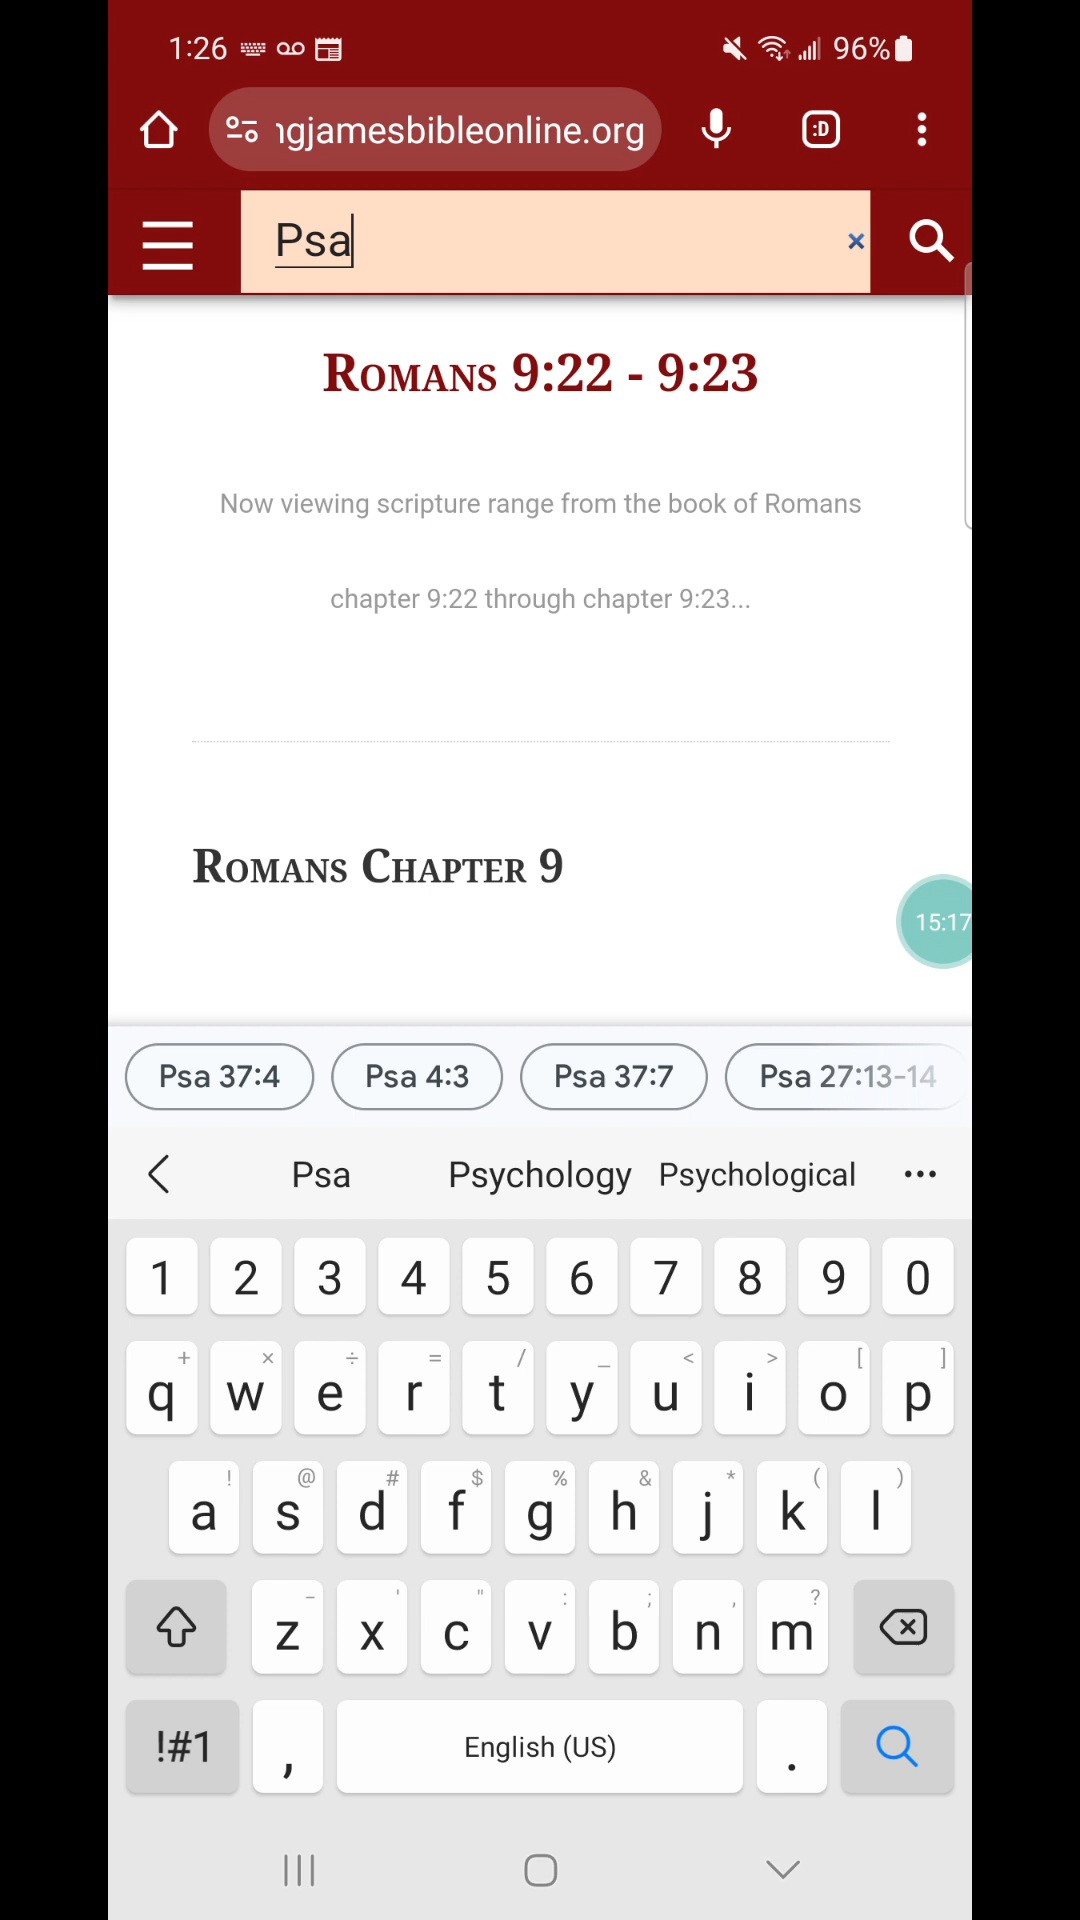 1:26 96%
ngjamesbibleonline.org :D
Psa ×
Romans 9:22 - 9:23
Now viewing scripture range from the book of Romans
chapter 9:22 through chapter 9:23...
Romans Chapter 9
15:17
Psa 37:4 Psa 4:3 Psa 37:7 Psa 27:13-14
Psa Psychology Psychological ...
1 2 3 4 5 6 7 8 9 0
+ × ÷ = / _ < > [ ]
q w e r t y u i o p
! @ # $ % & * ( )
a s d f g h j k l
- ' " : ; , ?
z x c v b n m
!#1 , English (US) .